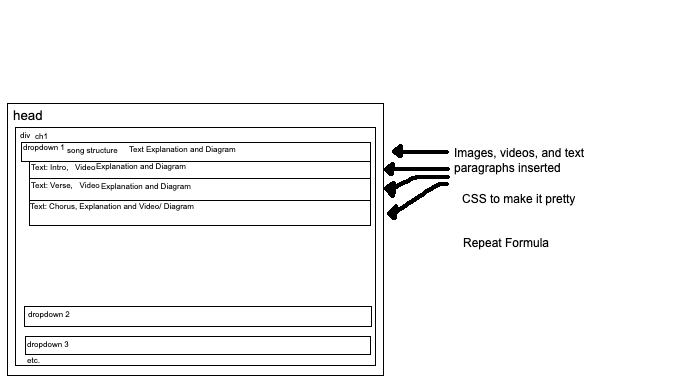 head
div ch1
dropdown 1 song structure Text Explanation and Diagram
Text: Intro, Video Explanation and Diagram
Text: Verse, Video Explanation and Diagram
Text: Chorus, Explanation and Video/ Diagram
dropdown 2
dropdown 3
etc.
Images, videos, and text
paragraphs inserted
CSS to make it pretty
Repeat Formula